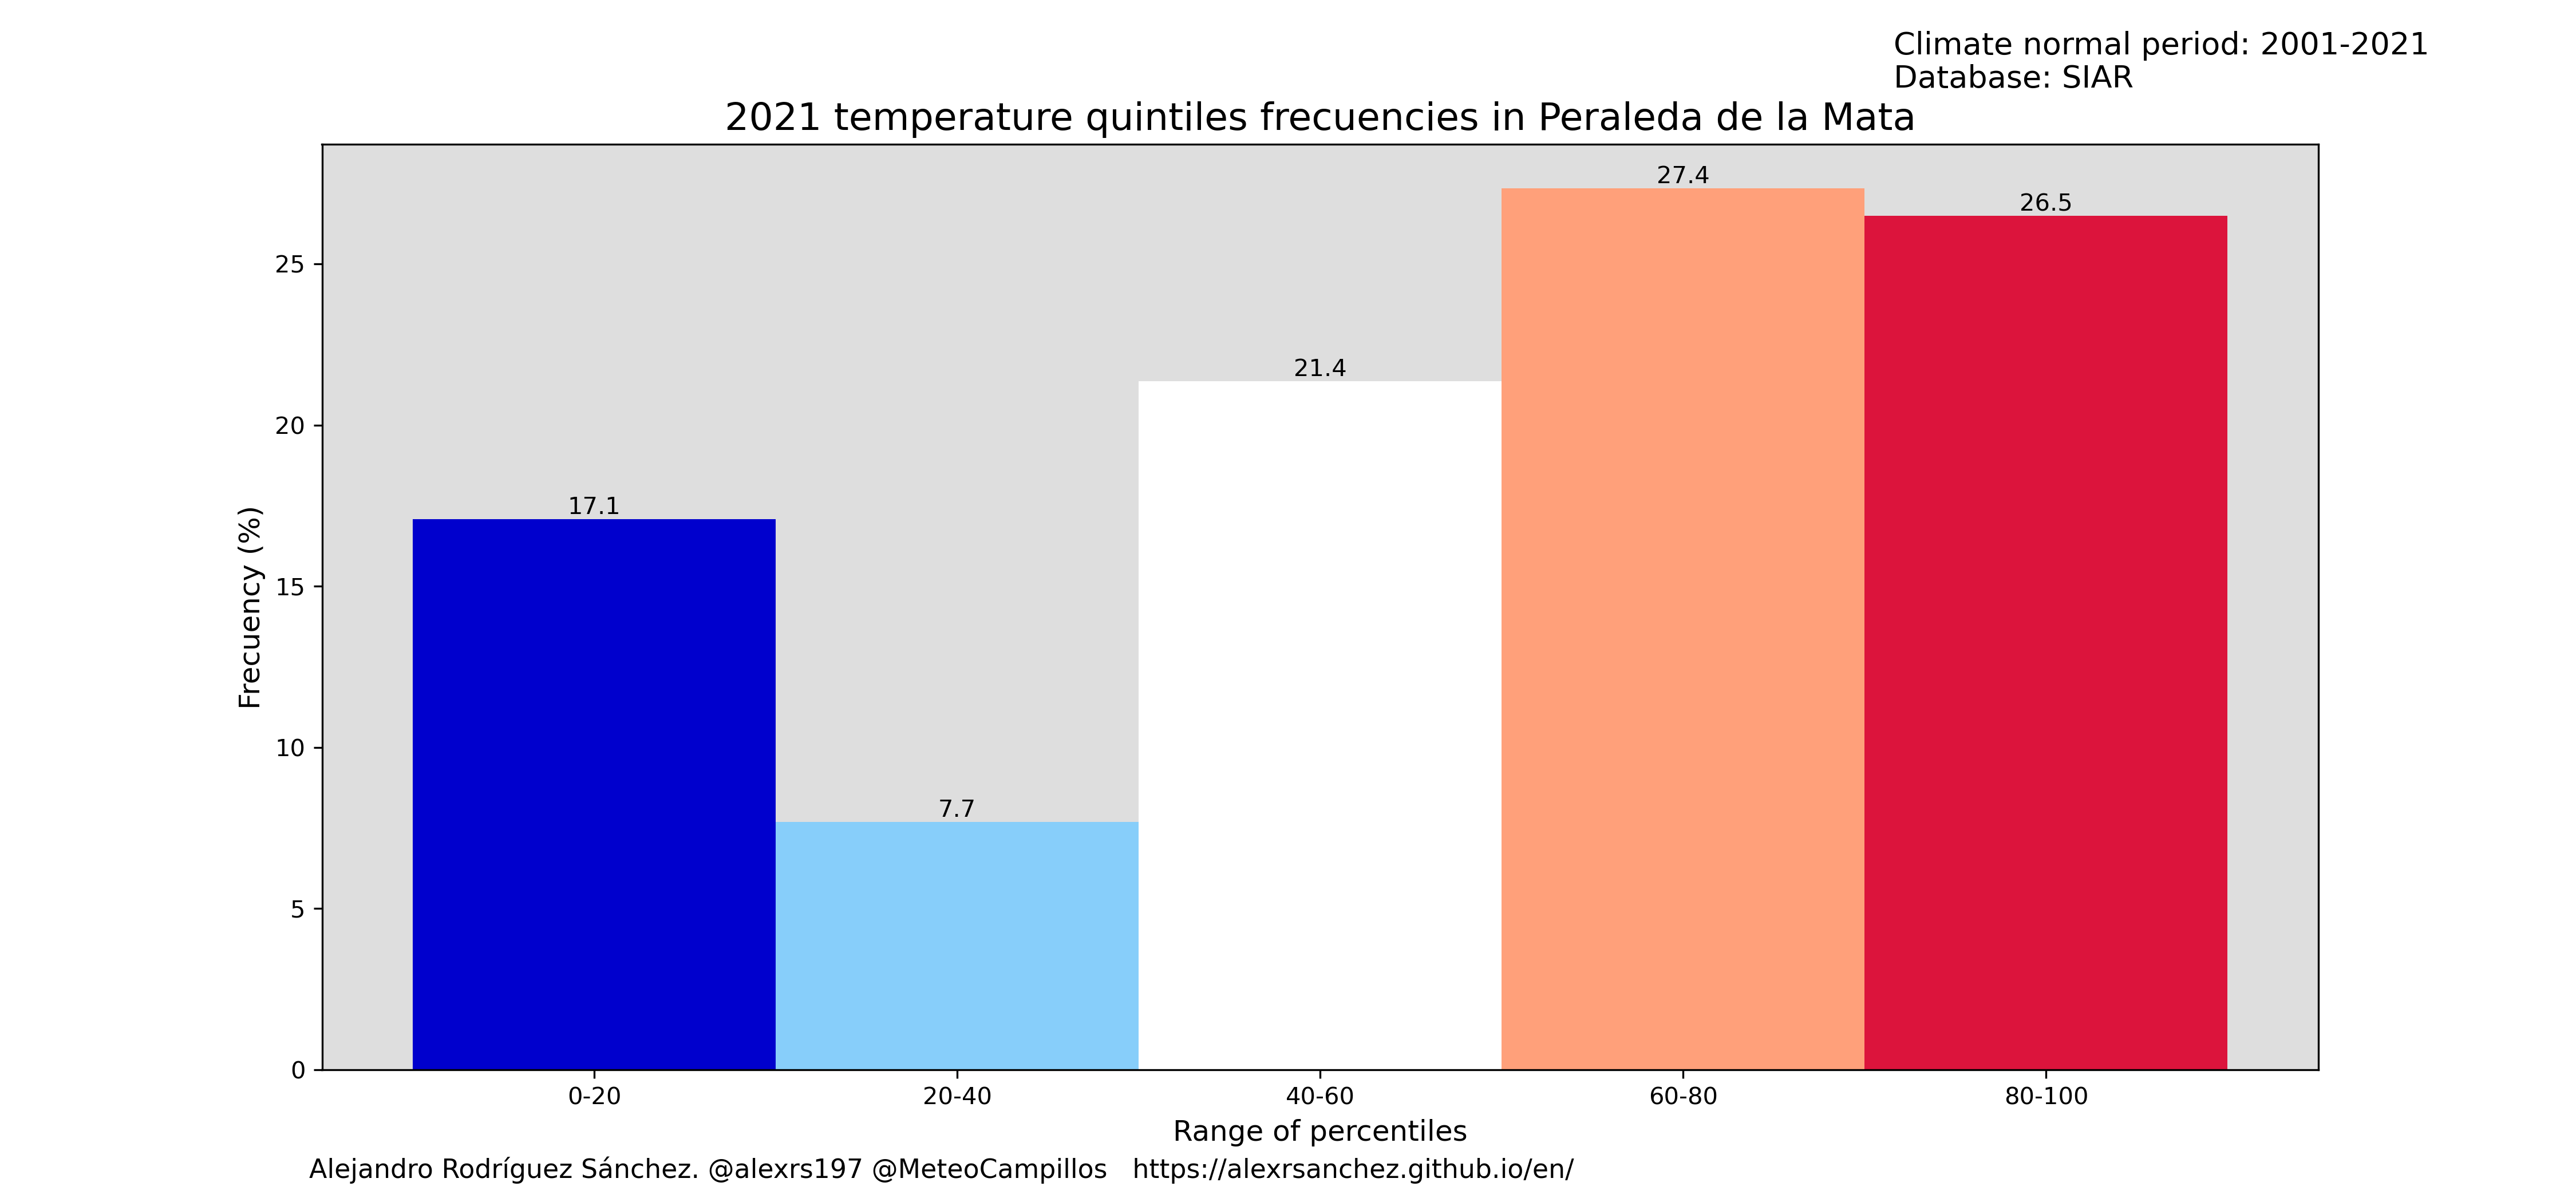 Climate normal period: 2001-2021
Database: SIAR
2021 temperature quintiles frecuencies in Peraleda de la Mata
Frecuency (%)
25
20
15
10
5
0
17.1
7.7
21.4
27.4
26.5
0-20
20-40
40-60
60-80
80-100
Range of percentiles
Alejandro Rodríguez Sánchez. @alexrs197 @MeteoCampillos https://alexrsanchez.github.io/en/